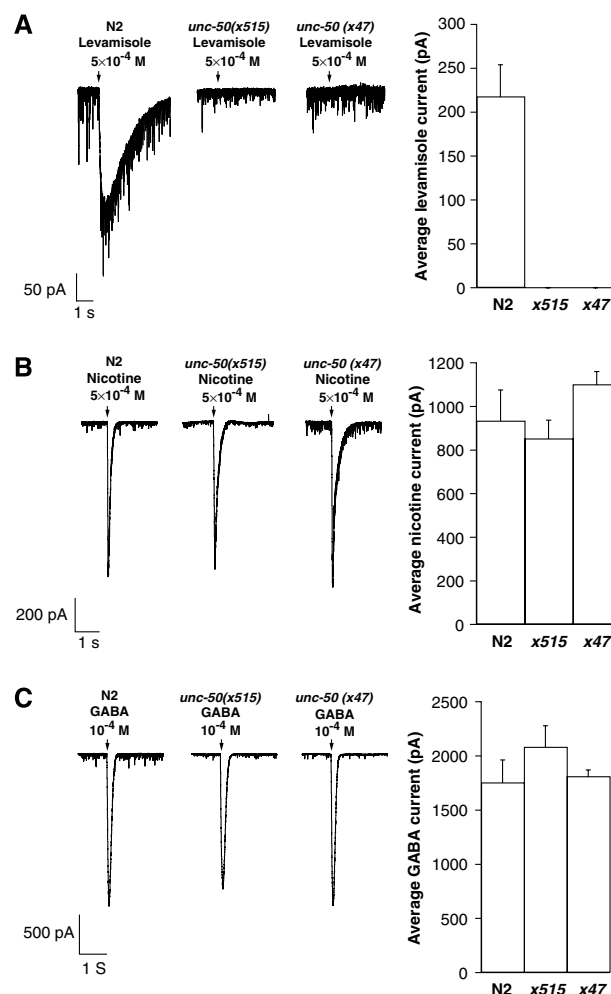 A
N2
Levamisole
5×10⁻⁴ M
unc-50(x515)
Levamisole
5×10⁻⁴ M
unc-50 (x47)
Levamisole
5×10⁻⁴ M
50 pA
1 s
Average levamisole current (pA)
300
250
200
150
100
50
0
N2 x515 x47
B
N2
Nicotine
5×10⁻⁴ M
unc-50(x515)
Nicotine
5×10⁻⁴ M
unc-50 (x47)
Nicotine
5×10⁻⁴ M
200 pA
1 s
Average nicotine current (pA)
1200
1000
800
600
400
200
0
N2 x515 x47
C
N2
GABA
10⁻⁴ M
unc-50(x515)
GABA
10⁻⁴ M
unc-50 (x47)
GABA
10⁻⁴ M
500 pA
1 S
Average GABA current (pA)
2500
2000
1500
1000
500
0
N2 x515 x47